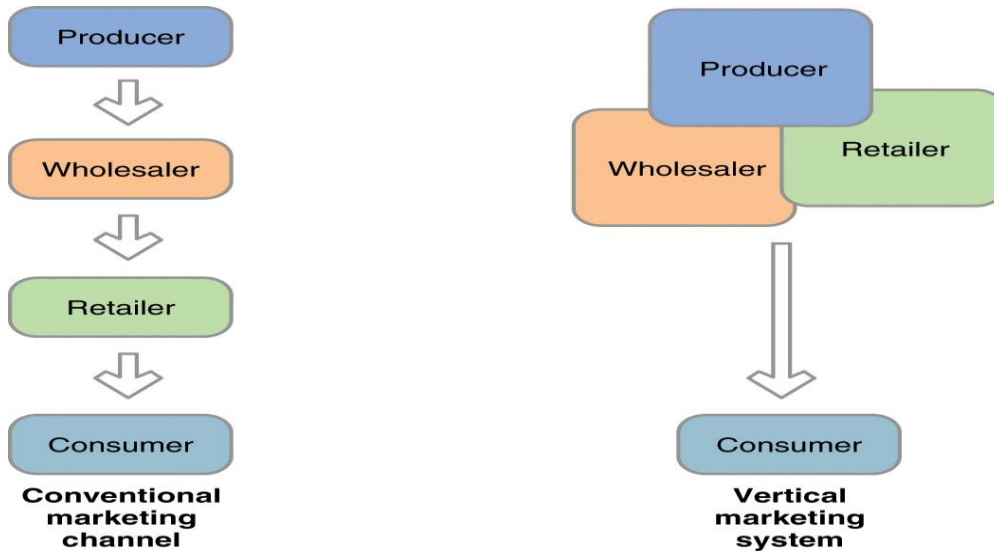 Producer
Wholesaler
Retailer
Consumer
Conventional
marketing
channel
Producer
Wholesaler
Retailer
Consumer
Vertical
marketing
system